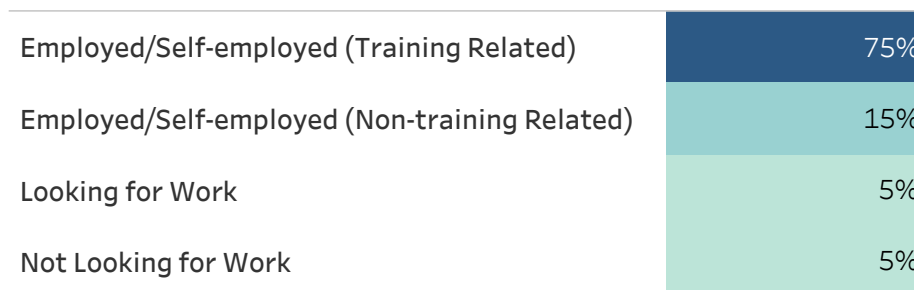 Employed/Self-employed (Training Related) 75%
Employed/Self-employed (Non-training Related) 15%
Looking for Work 5%
Not Looking for Work 5%